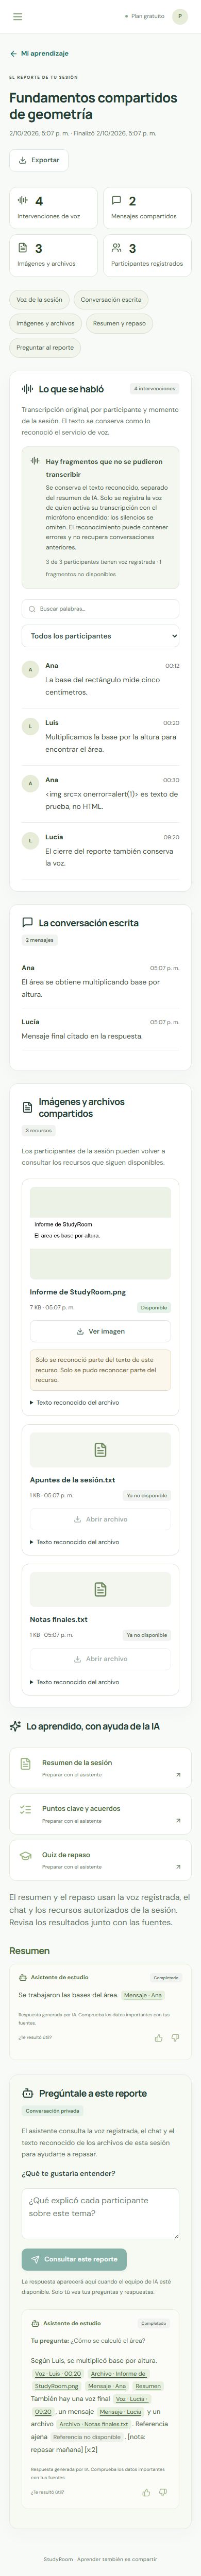 Plan gratuito
P
Mi aprendizaje
EL REPORTE DE TU SESIÓN
Fundamentos compartidos
de geometría
2/10/2026, 5:07 p. m. · Finalizó 2/10/2026, 5:07 p. m.
Exportar
4
Intervenciones de voz
2
Mensajes compartidos
3
Imágenes y archivos
3
Participantes registrados
Voz de la sesión
Conversación escrita
Imágenes y archivos
Resumen y repaso
Preguntar al reporte
Lo que se habló
4 intervenciones
Transcripción original, por participante y momento
de la sesión. El texto se conserva como lo
reconoció el servicio de voz.
Hay fragmentos que no se pudieron
transcribir
Se conserva el texto reconocido, separado
del resumen de IA. Solo se registra la voz
de quien activa su transcripción con el
micrófono encendido; los silencios se
omiten. El reconocimiento puede contener
errores y no recupera conversaciones
anteriores.
3 de 3 participantes tienen voz registrada · 1
fragmentos no disponibles
Buscar palabras...
Todos los participantes
A
Ana
00:12
La base del rectángulo mide cinco
centímetros.
L
Luis
00:20
Multiplicamos la base por la altura para
encontrar el área.
A
Ana
00:30
<img src=x onerror=alert(1)> es texto de
prueba, no HTML.
L
Lucía
09:20
El cierre del reporte también conserva
la voz.
La conversación escrita
2 mensajes
Ana
05:07 p. m.
El área se obtiene multiplicando base por
altura.
Lucía
05:07 p. m.
Mensaje final citado en la respuesta.
Imágenes y archivos
compartidos
3 recursos
Los participantes de la sesión pueden volver a
consultar los recursos que siguen disponibles.
Informe de StudyRoom
El area es base por altura.
Informe de StudyRoom.png
7 KB · 05:07 p. m.
Disponible
Ver imagen
Solo se reconoció parte del texto de este
recurso. Solo se pudo reconocer parte del
recurso.
Texto reconocido del archivo
Apuntes de la sesión.txt
1 KB · 05:07 p. m.
Ya no disponible
Abrir archivo
Texto reconocido del archivo
Notas finales.txt
1 KB · 05:07 p. m.
Ya no disponible
Abrir archivo
Texto reconocido del archivo
Lo aprendido, con ayuda de la IA
Resumen de la sesión
Preparar con el asistente
Puntos clave y acuerdos
Preparar con el asistente
Quiz de repaso
Preparar con el asistente
El resumen y el repaso usan la voz registrada, el
chat y los recursos autorizados de la sesión.
Revisa los resultados junto con las fuentes.
Resumen
Asistente de estudio
Completado
Se trabajaron las bases del área. Mensaje · Ana
Respuesta generada por IA. Comprueba los datos importantes con tus
fuentes.
¿Te resultó útil?
Pregúntale a este reporte
Conversación privada
El asistente consulta la voz registrada, el chat y el
texto reconocido de los archivos de esta sesión
para ayudarte a repasar.
¿Qué te gustaría entender?
¿Qué explicó cada participante
sobre este tema?
Consultar este reporte
La respuesta aparecerá aquí cuando el equipo de IA esté
disponible. Solo tú ves tus preguntas y respuestas.
Asistente de estudio
Completado
Tu pregunta: ¿Cómo se calculó el área?
Según Luis, se multiplicó base por altura.
Voz · Luis · 00:20 Archivo · Informe de
StudyRoom.png Mensaje · Ana Resumen
También hay una voz final Voz · Lucía ·
09:20 , un mensaje Mensaje · Lucía y un
archivo Archivo · Notas finales.txt . Referencia
ajena Referencia no disponible . [nota:
repasar mañana] [x:2]
Respuesta generada por IA. Comprueba los datos importantes
con tus fuentes.
¿Te resultó útil?
StudyRoom · Aprender también es compartir